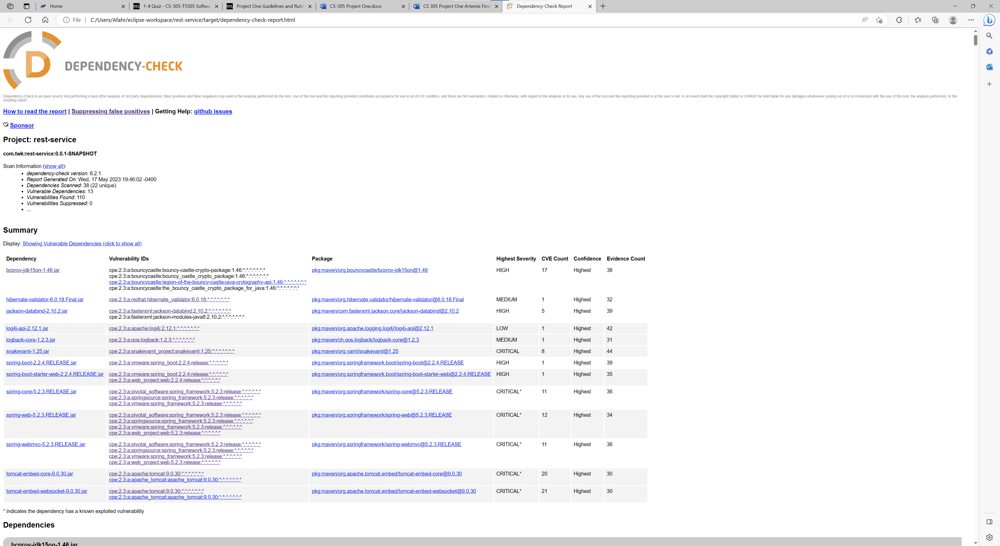 Home
1-4 Quiz - CS-305-T5505 Softwa
Project One Guidelines and Rubr
CS-305 Project One.docx
CS 305 Project One Artemis Finan
Dependency-Check Report
File
C:/Users/Afahr/eclipse-workspace/rest-service/target/dependency-check-report.html
DEPENDENCY-CHECK
Dependency-Check is an open source tool performing a best effort analysis of 3rd party dependencies; false positives and false negatives may exist in the analysis performed by the tool. Use of the tool and the reporting provided constitutes acceptance for use in an AS IS condition, and there are NO warranties, implied or otherwise, with regard to the analysis or its use. Any use of the tool and the reporting provided is at the user's risk. In no event shall the copyright holder or OWASP be held liable for any damages whatsoever arising out of or in connection with the use of this tool, the analysis performed, or the
resulting report.
How to read the report | Suppressing false positives | Getting Help: github issues
Sponsor
Project: rest-service
com.twk:rest-service:0.0.1-SNAPSHOT
Scan Information (show all):
• dependency-check version: 8.2.1
• Report Generated On: Wed, 17 May 2023 19:46:02 -0400
• Dependencies Scanned: 38 (22 unique)
• Vulnerable Dependencies: 13
• Vulnerabilities Found: 110
• Vulnerabilities Suppressed: 0
• ...
Summary
Display: Showing Vulnerable Dependencies (click to show all)
Dependency Vulnerability IDs Package Highest Severity CVE Count Confidence Evidence Count
bcprov-jdk15on-1.46.jar cpe:2.3:a:bouncycastle:bouncy-castle-crypto-package:1.46:*:*:*:*:*:*:* pkg:maven/org.bouncycastle/bcprov-jdk15on@1.46 HIGH 17 Highest 38
cpe:2.3:a:bouncycastle:bouncy_castle_crypto_package:1.46:*:*:*:*:*:*:*
cpe:2.3:a:bouncycastle:legion-of-the-bouncy-castle-java-crytography-api:1.46:*:*:*:*:*:*:*
cpe:2.3:a:bouncycastle:the_bouncy_castle_crypto_package_for_java:1.46:*:*:*:*:*:*:*
hibernate-validator-6.0.18.Final.jar cpe:2.3:a:redhat:hibernate_validator:6.0.18:*:*:*:*:*:*:* pkg:maven/org.hibernate.validator/hibernate-validator@6.0.18.Final MEDIUM 1 Highest 32
jackson-databind-2.10.2.jar cpe:2.3:a:fasterxml:jackson-databind:2.10.2:*:*:*:*:*:*:* pkg:maven/com.fasterxml.jackson.core/jackson-databind@2.10.2 HIGH 5 Highest 39
cpe:2.3:a:fasterxml:jackson-modules-java8:2.10.2:*:*:*:*:*:*:*
log4j-api-2.12.1.jar cpe:2.3:a:apache:log4j:2.12.1:*:*:*:*:*:*:* pkg:maven/org.apache.logging.log4j/log4j-api@2.12.1 LOW 1 Highest 42
logback-core-1.2.3.jar cpe:2.3:a:qos:logback:1.2.3:*:*:*:*:*:*:* pkg:maven/ch.qos.logback/logback-core@1.2.3 MEDIUM 1 Highest 31
snakeyaml-1.25.jar cpe:2.3:a:snakeyaml_project:snakeyaml:1.25:*:*:*:*:*:*:* pkg:maven/org.yaml/snakeyaml@1.25 CRITICAL 8 Highest 44
spring-boot-2.2.4.RELEASE.jar cpe:2.3:a:vmware:spring_boot:2.2.4:release:*:*:*:*:*:* pkg:maven/org.springframework.boot/spring-boot@2.2.4.RELEASE HIGH 1 Highest 39
spring-boot-starter-web-2.2.4.RELEASE.jar cpe:2.3:a:vmware:spring_boot:2.2.4:release:*:*:*:*:*:* pkg:maven/org.springframework.boot/spring-boot-starter-web@2.2.4.RELEASE HIGH 1 Highest 35
cpe:2.3:a:web_project:web:2.2.4:release:*:*:*:*:*:*
spring-core-5.2.3.RELEASE.jar cpe:2.3:a:pivotal_software:spring_framework:5.2.3:release:*:*:*:*:*:* pkg:maven/org.springframework/spring-core@5.2.3.RELEASE CRITICAL* 11 Highest 36
cpe:2.3:a:springsource:spring_framework:5.2.3:release:*:*:*:*:*:*
cpe:2.3:a:vmware:spring_framework:5.2.3:release:*:*:*:*:*:*
spring-web-5.2.3.RELEASE.jar cpe:2.3:a:pivotal_software:spring_framework:5.2.3:release:*:*:*:*:*:* pkg:maven/org.springframework/spring-web@5.2.3.RELEASE CRITICAL* 12 Highest 34
cpe:2.3:a:springsource:spring_framework:5.2.3:release:*:*:*:*:*:*
cpe:2.3:a:vmware:spring_framework:5.2.3:release:*:*:*:*:*:*
cpe:2.3:a:web_project:web:5.2.3:release:*:*:*:*:*:*
spring-webmvc-5.2.3.RELEASE.jar cpe:2.3:a:pivotal_software:spring_framework:5.2.3:release:*:*:*:*:*:* pkg:maven/org.springframework/spring-webmvc@5.2.3.RELEASE CRITICAL* 11 Highest 36
cpe:2.3:a:springsource:spring_framework:5.2.3:release:*:*:*:*:*:*
cpe:2.3:a:vmware:spring_framework:5.2.3:release:*:*:*:*:*:*
cpe:2.3:a:web_project:web:5.2.3:release:*:*:*:*:*:*
tomcat-embed-core-9.0.30.jar cpe:2.3:a:apache:tomcat:9.0.30:*:*:*:*:*:*:* pkg:maven/org.apache.tomcat.embed/tomcat-embed-core@9.0.30 CRITICAL* 20 Highest 30
cpe:2.3:a:apache_tomcat:apache_tomcat:9.0.30:*:*:*:*:*:*:*
tomcat-embed-websocket-9.0.30.jar cpe:2.3:a:apache:tomcat:9.0.30:*:*:*:*:*:*:* pkg:maven/org.apache.tomcat.embed/tomcat-embed-websocket@9.0.30 CRITICAL* 21 Highest 30
cpe:2.3:a:apache_tomcat:apache_tomcat:9.0.30:*:*:*:*:*:*:*
* indicates the dependency has a known exploited vulnerability
Dependencies
bcprov-jdk15on-1.46.jar